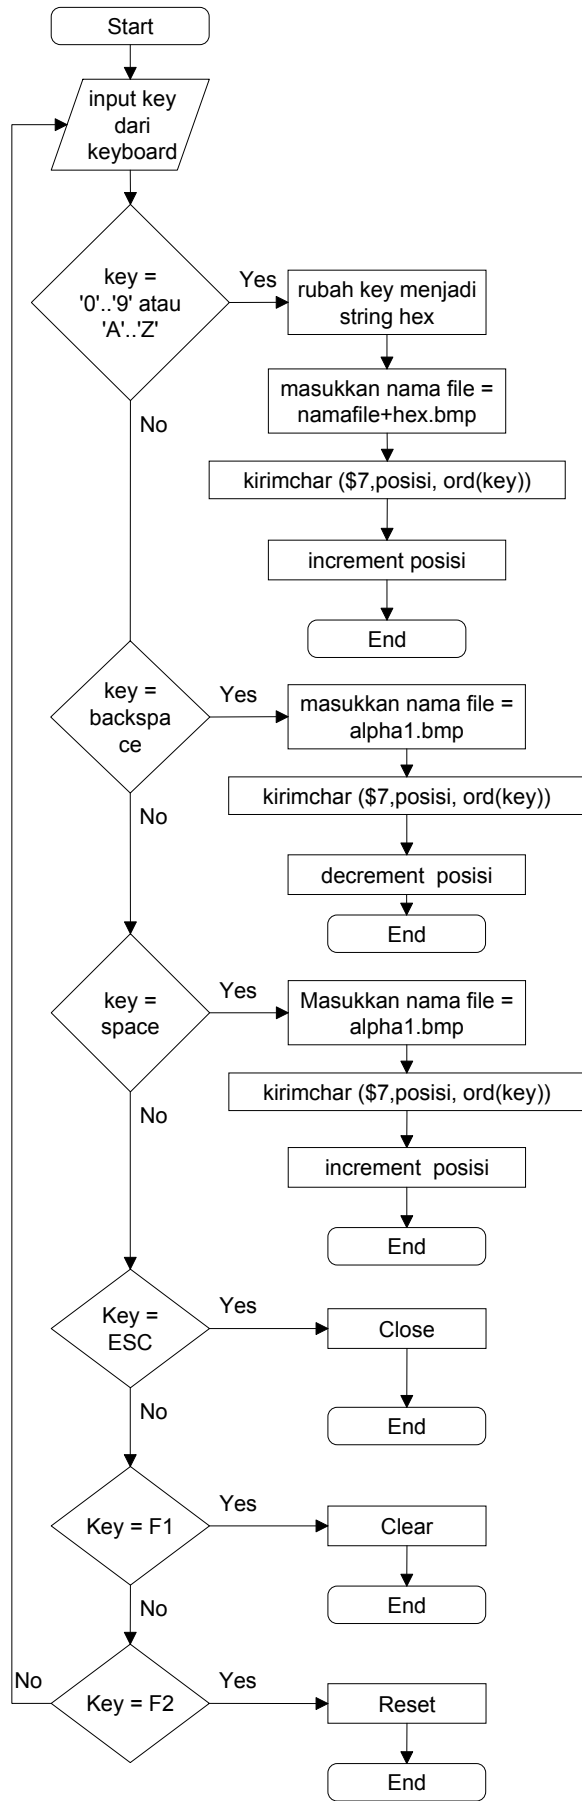 Start
input key
dari
keyboard
key =
'0'..'9' atau
'A'..'Z'
Yes
rubah key menjadi
string hex
masukkan nama file =
namafile+hex.bmp
No
kirimchar ($7,posisi, ord(key))
increment posisi
End
key =
backspa
ce
Yes
masukkan nama file =
alpha1.bmp
No
kirimchar ($7,posisi, ord(key))
decrement posisi
End
key =
space
Yes
Masukkan nama file =
alpha1.bmp
No
kirimchar ($7,posisi, ord(key))
increment posisi
End
Key =
ESC
Yes
Close
No
End
Key = F1
Yes
Clear
No
End
Key = F2
No
Yes
Reset
End